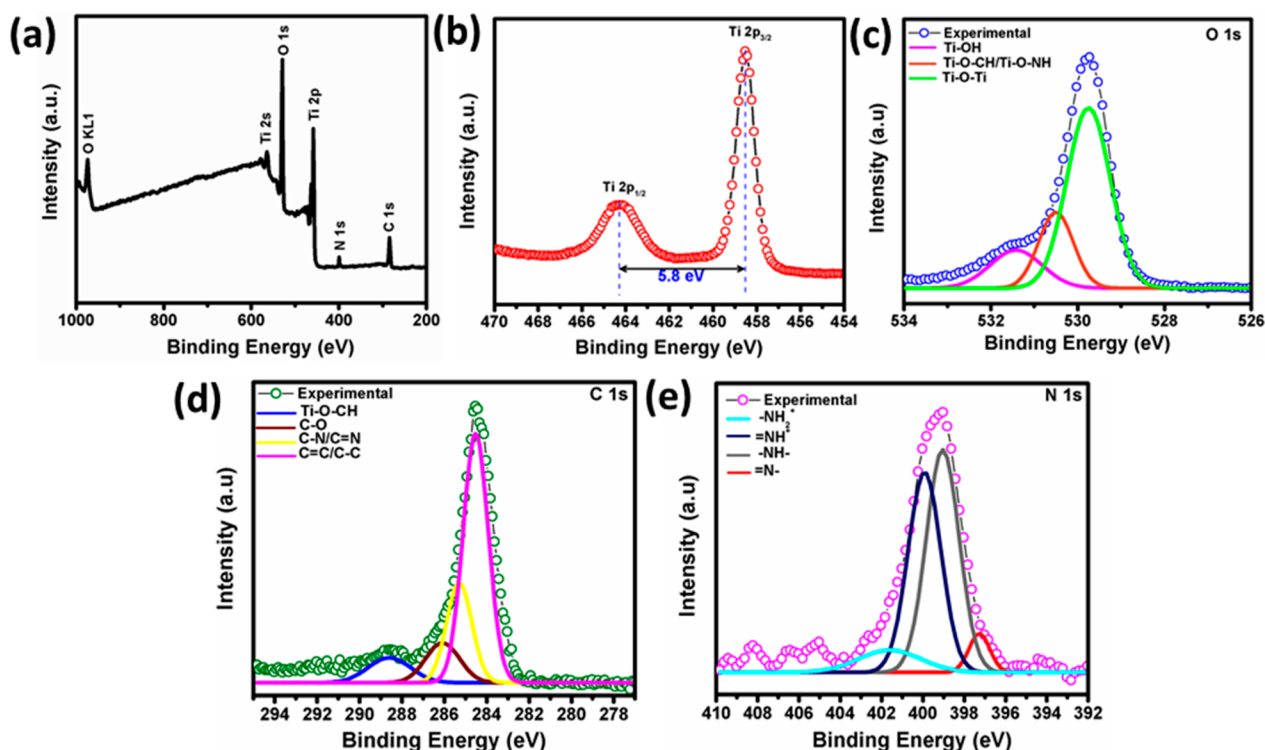 (a)
O KL1
Ti 2s
O 1s
Ti 2p
N 1s
C 1s
Intensity (a.u.)
1000 800 600 400 200
Binding Energy (eV)
(b)
Ti 2p3/2
Ti 2p1/2
5.8 eV
Intensity (a.u.)
470 468 466 464 462 460 458 456 454
Binding Energy (eV)
(c)
Experimental
Ti-OH
Ti-O-CH/Ti-O-NH
Ti-O-Ti
O 1s
Intensity (a.u)
534 532 530 528 526
Binding Energy (eV)
(d)
Experimental
Ti-O-CH
C-O
C-N/C=N
C=C/C-C
C 1s
Intensity (a.u)
294 292 290 288 286 284 282 280 278
Binding Energy (eV)
(e)
Experimental
-NH2+
=NH+
-NH-
=N-
N 1s
Intensity (a.u)
410 408 406 404 402 400 398 396 394 392
Binding Energy (eV)